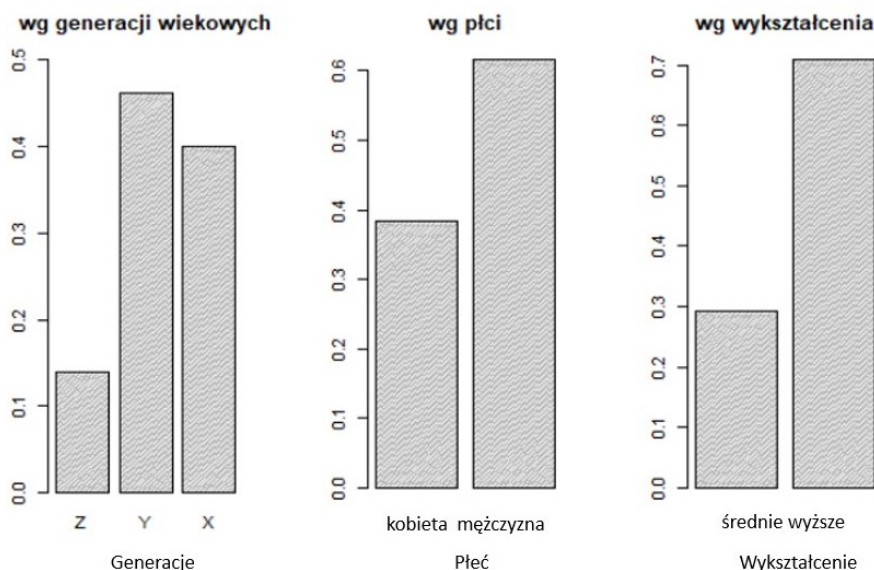 wg generacji wiekowych
0.5
0.4
0.3
0.2
0.1
0.0
Z Y X
Generacje
wg płci
0.6
0.5
0.4
0.3
0.2
0.1
0.0
kobieta mężczyzna
Płeć
wg wykształcenia
0.7
0.6
0.5
0.4
0.3
0.2
0.1
0.0
średnie wyższe
Wykształcenie